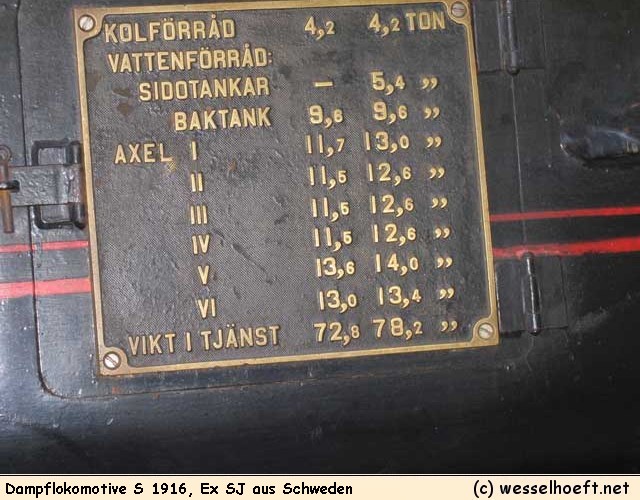 KOLFÖRRÅD 4,2 4,2 TON
VATTENFÖRRÅD:
SIDOTANKAR — 5,4 „
BAKTANK 9,6 9,6 „
AXEL I 11,7 13,0 „
II 11,5 12,6 „
III 11,5 12,6 „
IV 11,5 12,6 „
V 13,6 14,0 „
VI 13,0 13,4 „
VIKT I TJÄNST 72,8 78,2 „
Dampflokomotive S 1916, Ex SJ aus Schweden (c) wesselhoeft.net